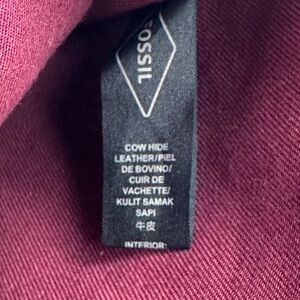 FOSSIL
COW HIDE
LEATHER/PIEL
DE BOVINO/
CUIR DE
VACHETTE/
KULIT SAMAK
SAPI
牛皮
INTERIOR: